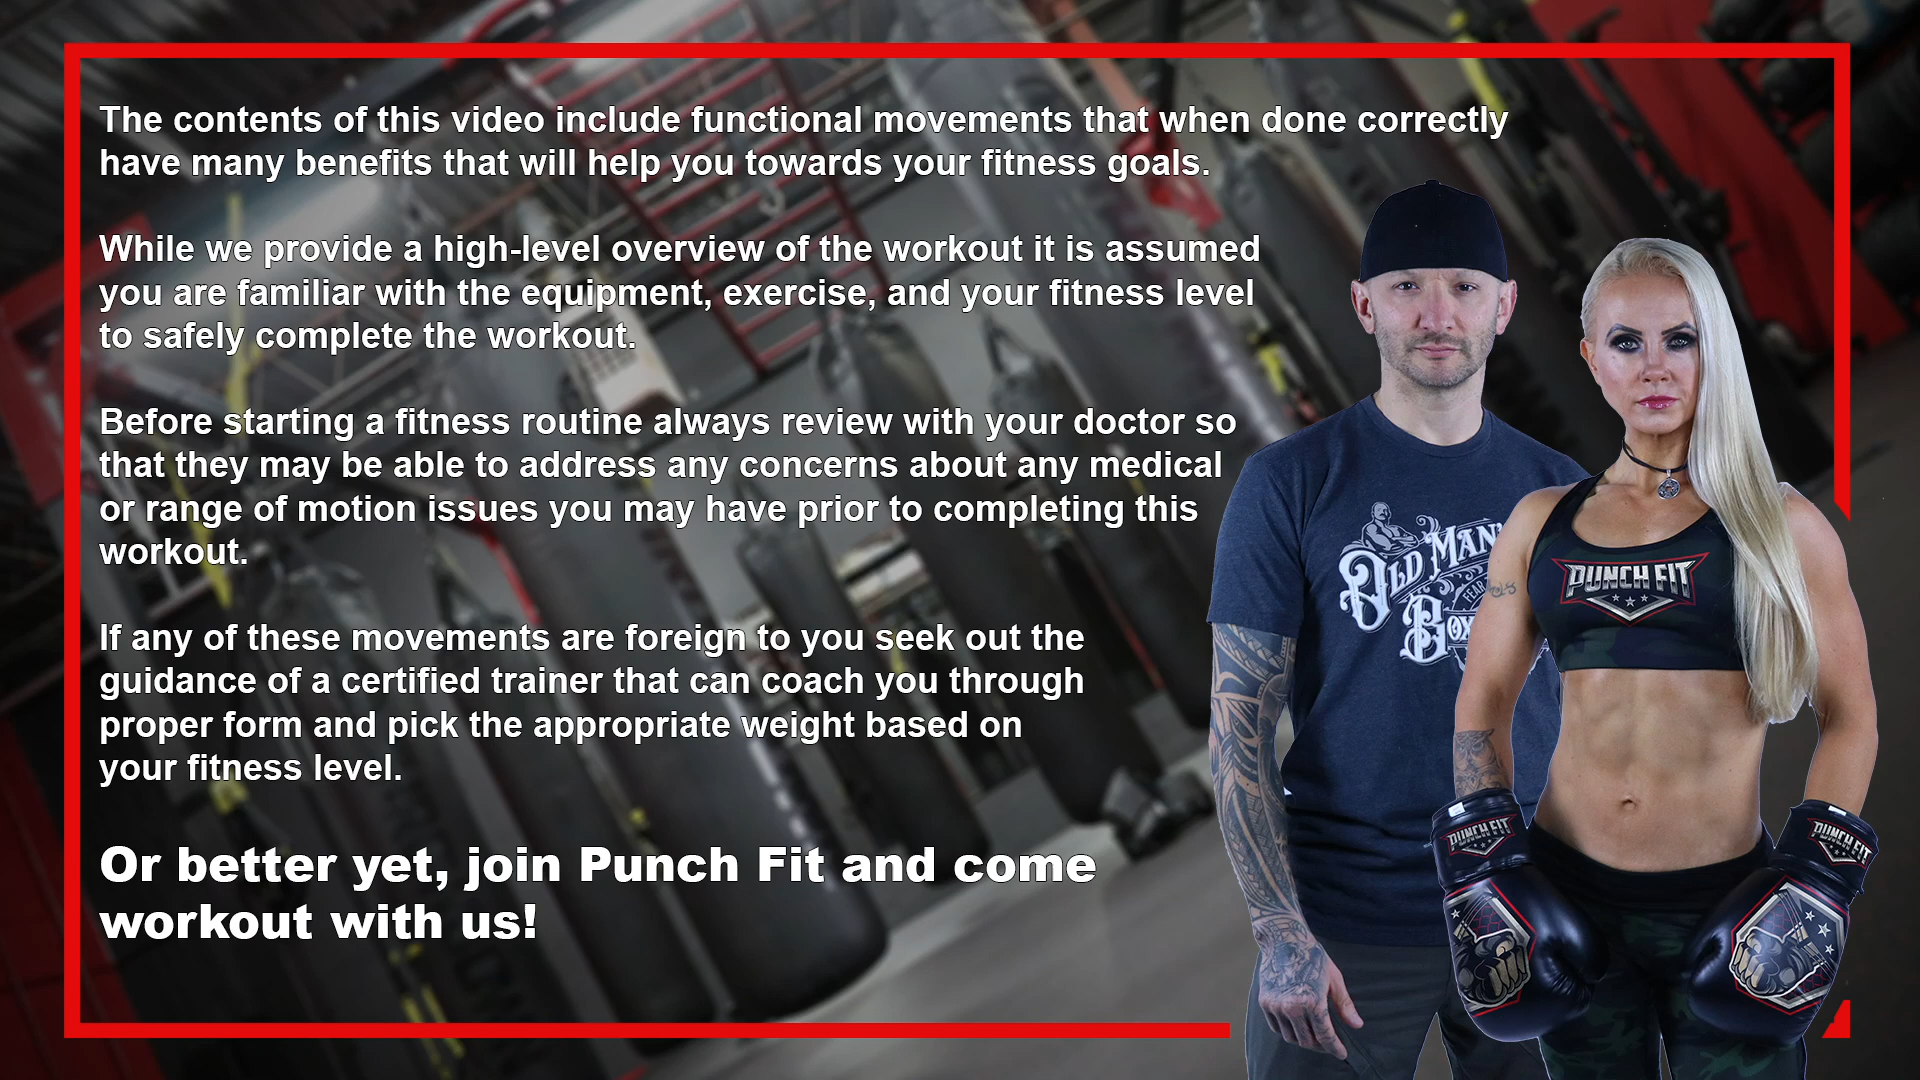 The contents of this video include functional movements that when done correctly
have many benefits that will help you towards your fitness goals.
While we provide a high-level overview of the workout it is assumed
you are familiar with the equipment, exercise, and your fitness level
to safely complete the workout.
Before starting a fitness routine always review with your doctor so
that they may be able to address any concerns about any medical
or range of motion issues you may have prior to completing this
workout.
If any of these movements are foreign to you seek out the
guidance of a certified trainer that can coach you through
proper form and pick the appropriate weight based on
your fitness level.
Or better yet, join Punch Fit and come
workout with us!
OLD MAN'S
FEAR
PUNCH FIT
PUNCH FIT
PUNCH FIT